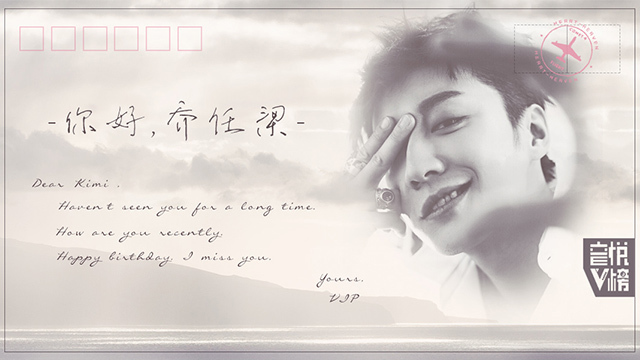 -你好,乔任梁-
Dear Kimi .
Haven't seen you for a long time.
How are you recently.
Happy birthday. I miss you.
Yours.
VIP
音悦
V榜